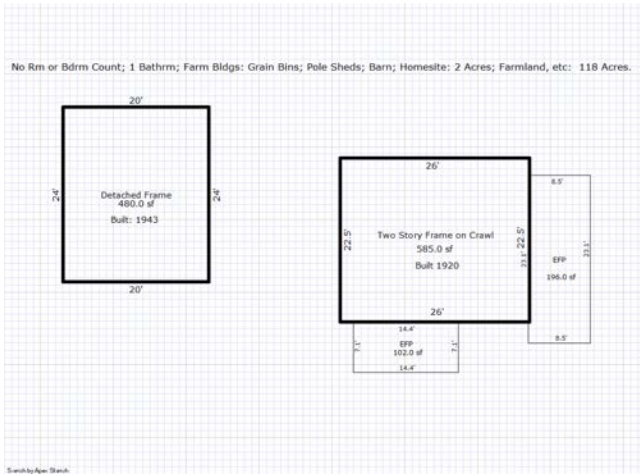 No Rm or Bdrm Count; 1 Bathrm; Farm Bldgs: Grain Bins; Pole Sheds; Barn; Homesite: 2 Acres; Farmland, etc: 118 Acres.
20'
24'
Detached Frame
480.0 sf
Built: 1943
24'
20'
26'
22.5'
Two Story Frame on Crawl
585.0 sf
Built 1920
22.5'
23.1'
26'
8.5'
EFP
196.0 sf
23.1'
8.5'
14.4'
7.1'
EFP
102.0 sf
7.1'
14.4'
Sketch by Apex Sketch